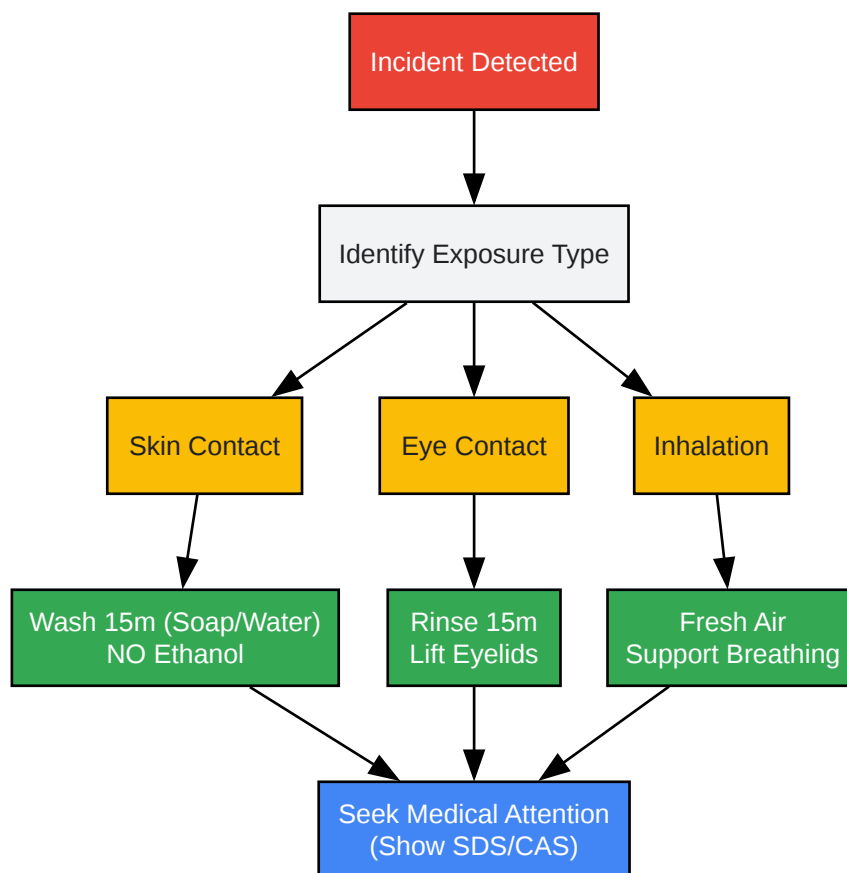 Incident Detected
Identify Exposure Type
Skin Contact
Eye Contact
Inhalation
Wash 15m (Soap/Water)
NO Ethanol
Rinse 15m
Lift Eyelids
Fresh Air
Support Breathing
Seek Medical Attention
(Show SDS/CAS)